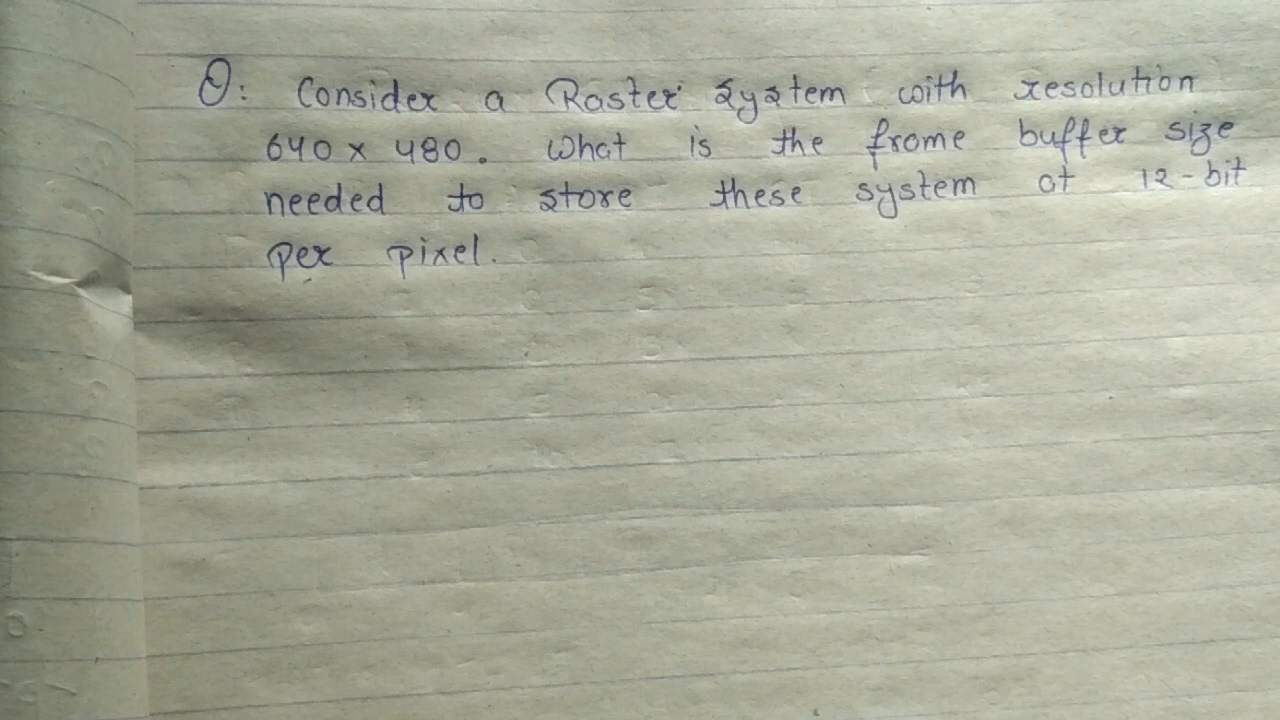 Q: Consider a Raster System with resolution
640 x 480. What is the frame buffer size
needed to store these system at 12-bit
per pixel.